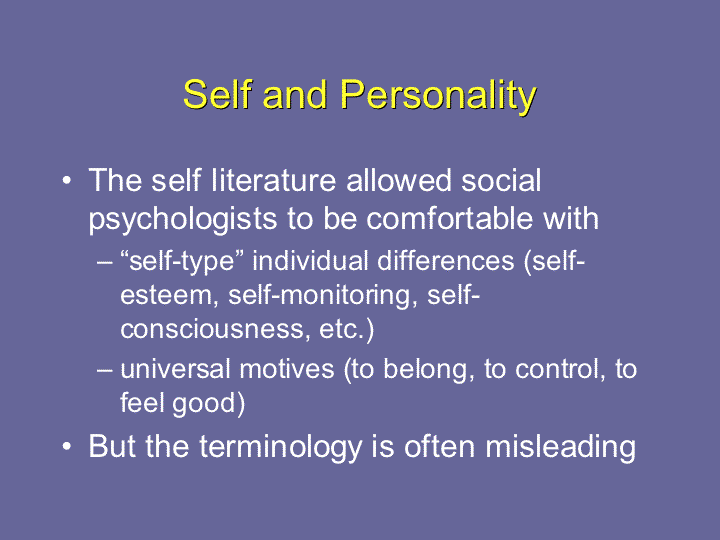 Self and Personality
• The self literature allowed social
psychologists to be comfortable with
– “self-type” individual differences (self-
esteem, self-monitoring, self-
consciousness, etc.)
– universal motives (to belong, to control, to
feel good)
• But the terminology is often misleading